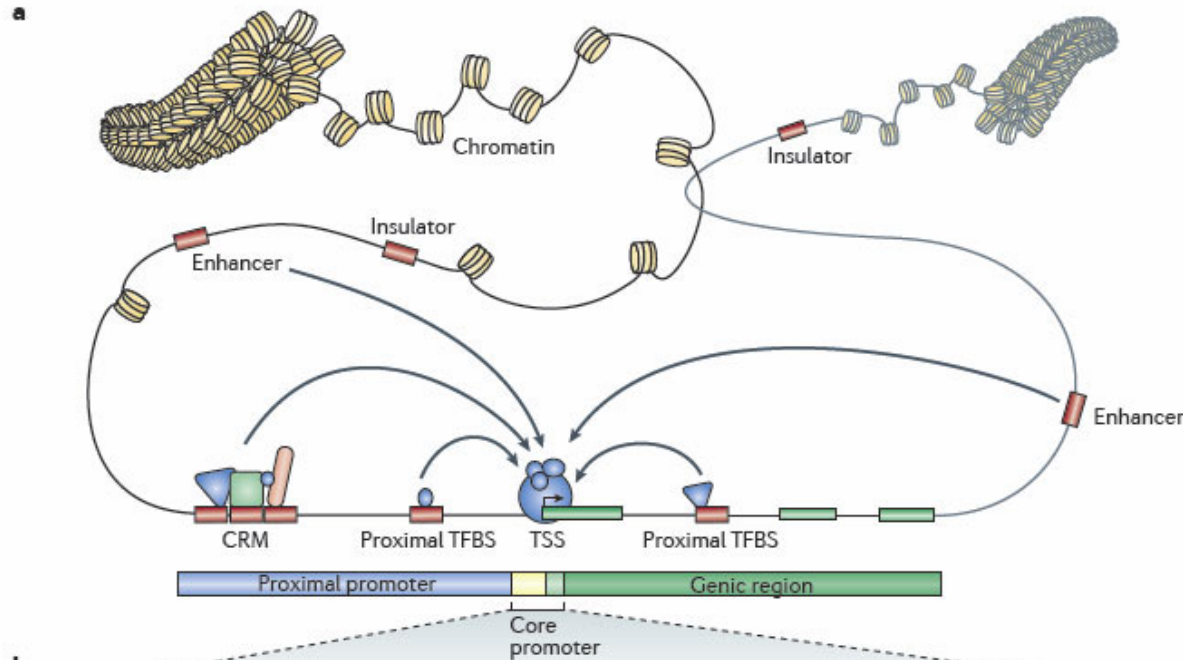 a
Chromatin
Insulator
Insulator
Enhancer
Enhancer
CRM
Proximal TFBS
TSS
Proximal TFBS
Proximal promoter
Genic region
Core
promoter